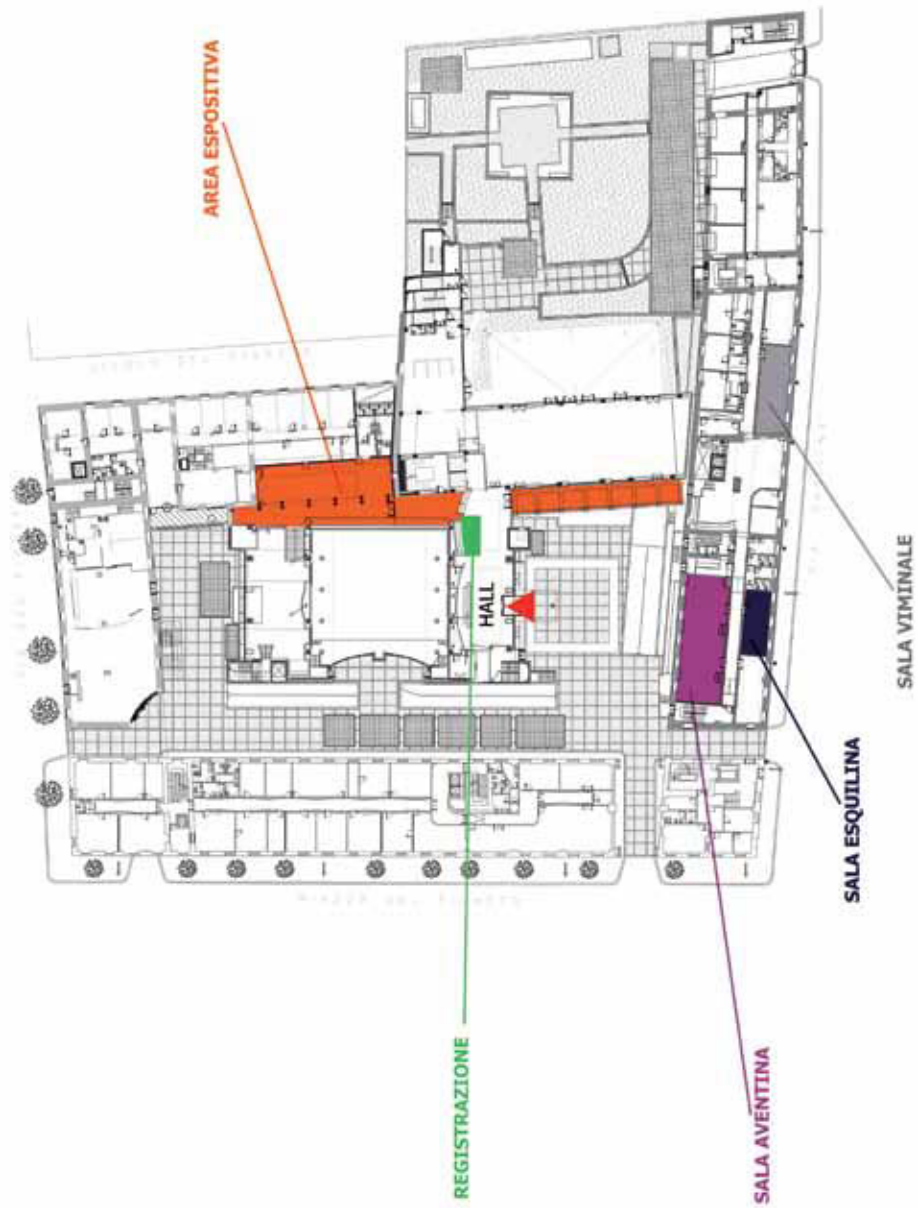 AREA ESPOSITIVA
HALL
REGISTRAZIONE
SALA VIMINALE
SALA ESQUILINA
SALA AVENTINA